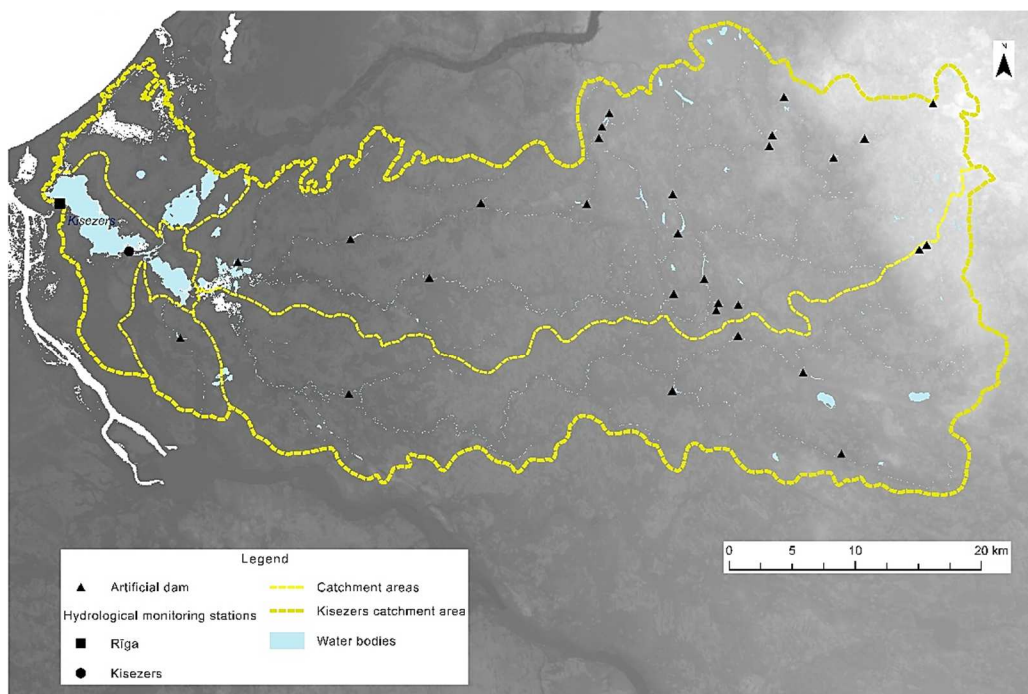 N
Kisezers
Legend
Artificial dam
Hydrological monitoring stations
Rīga
Kisezers
Catchment areas
Kisezers catchment area
Water bodies
0 5 10 20 km